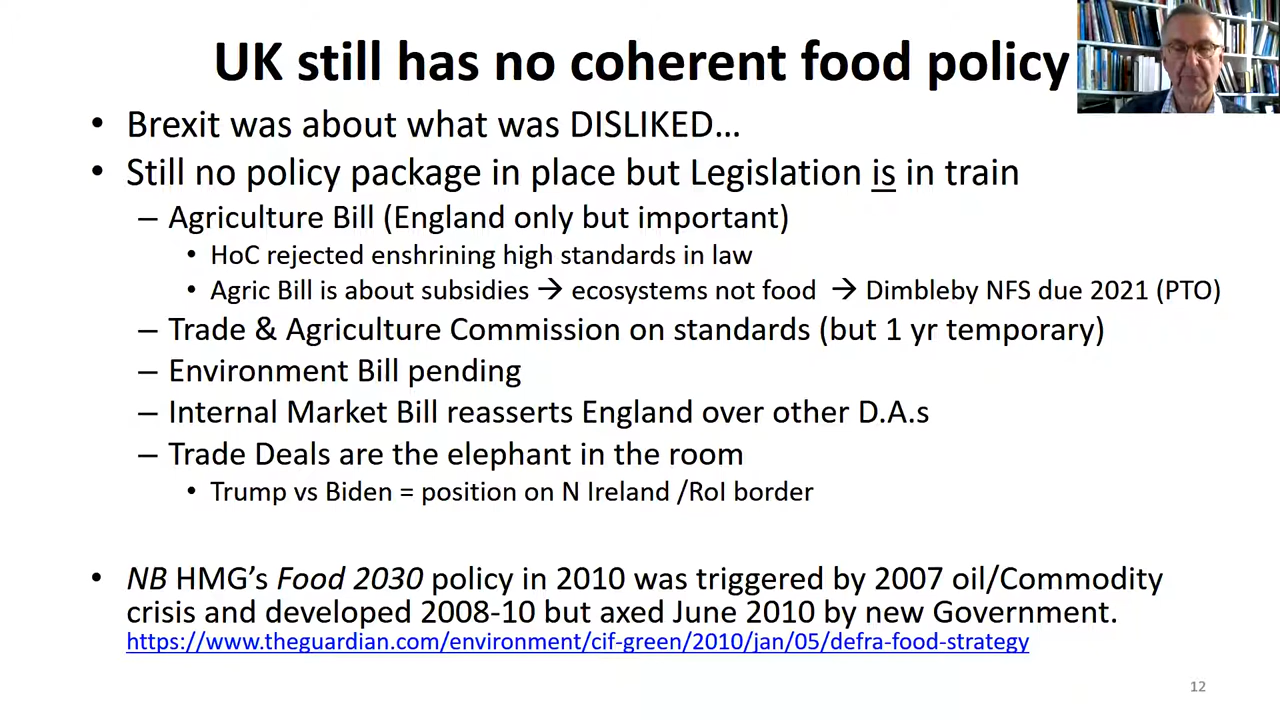 UK still has no coherent food policy
• Brexit was about what was DISLIKED…
• Still no policy package in place but Legislation is in train
– Agriculture Bill (England only but important)
• HoC rejected enshrining high standards in law
• Agric Bill is about subsidies → ecosystems not food → Dimbleby NFS due 2021 (PTO)
– Trade & Agriculture Commission on standards (but 1 yr temporary)
– Environment Bill pending
– Internal Market Bill reasserts England over other D.A.s
– Trade Deals are the elephant in the room
• Trump vs Biden = position on N Ireland /RoI border
• NB HMG’s Food 2030 policy in 2010 was triggered by 2007 oil/Commodity
crisis and developed 2008-10 but axed June 2010 by new Government.
https://www.theguardian.com/environment/cif-green/2010/jan/05/defra-food-strategy
12